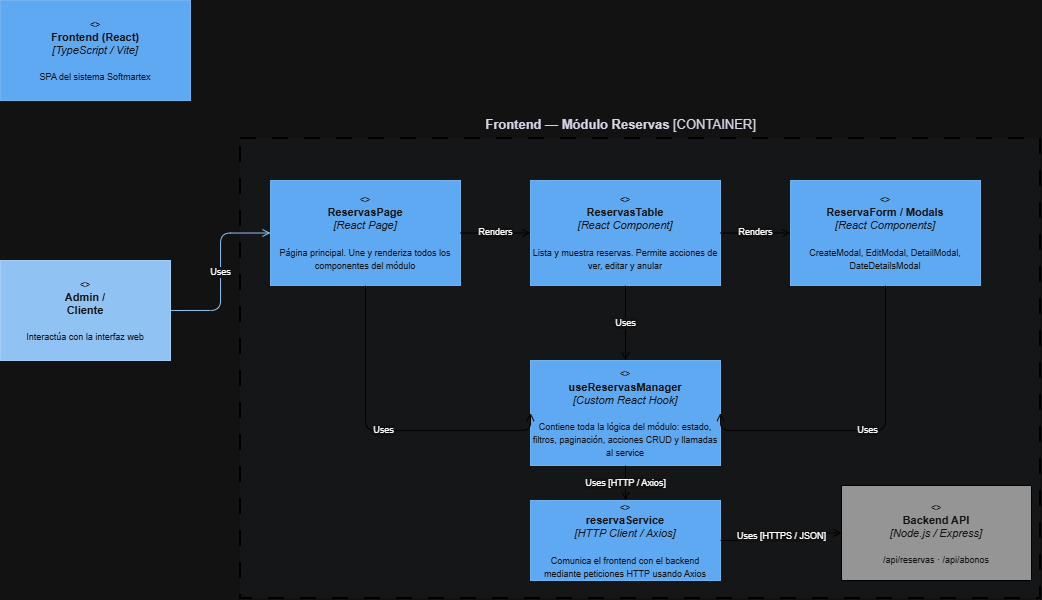 <>
Frontend (React)
[TypeScript / Vite]
SPA del sistema Softmartex
Frontend — Módulo Reservas [CONTAINER]
<>
ReservasPage
[React Page]
Página principal. Une y renderiza todos los
componentes del módulo
Renders
<>
ReservasTable
[React Component]
Lista y muestra reservas. Permite acciones de
ver, editar y anular
Renders
<>
ReservaForm / Modals
[React Components]
CreateModal, EditModal, DetailModal,
DateDetailsModal
Uses
<>
Admin /
Cliente
Interactúa con la interfaz web
Uses
<>
useReservasManager
[Custom React Hook]
Contiene toda la lógica del módulo: estado,
filtros, paginación, acciones CRUD y llamadas
al service
Uses
Uses
Uses [HTTP / Axios]
<>
reservaService
[HTTP Client / Axios]
Comunica el frontend con el backend
mediante peticiones HTTP usando Axios
Uses [HTTPS / JSON]
<>
Backend API
[Node.js / Express]
/api/reservas · /api/abonos